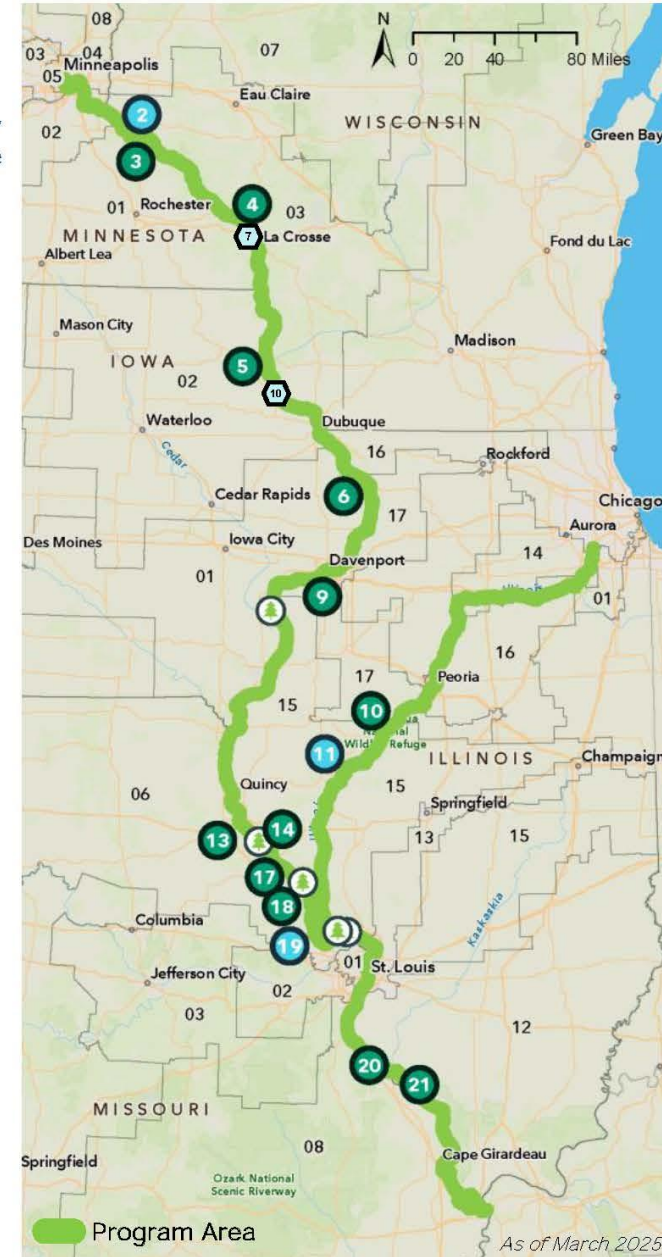 08
N
03 04
07
0 20 40 80 Miles
Minneapolis
05
Eau Claire
2
WISCONSIN
02
Green Bay
3
4
01 Rochester
03
7
MINNESOTA
La Crosse
Fond du Lac
Albert Lea
Mason City
Madison
IOWA
5
02
10
Waterloo
Dubuque
Cedar
16
Rockford
Cedar Rapids
6
17
Chicago
Aurora
Des Moines
Iowa City
14
Davenport
01
9
01
16
17
Peoria
15
10
Wildlife Refuge
11
ILLINOIS
Champaign
15
06
Quincy
Springfield
14
13
13
15
17
18
Columbia
Kaskaskia
19
01
St. Louis
Jefferson City
02
03
12
20
21
MISSOURI
08
Cape Girardeau
Springfield
Ozark National
Scenic Riverway
Program Area
As of March 2025